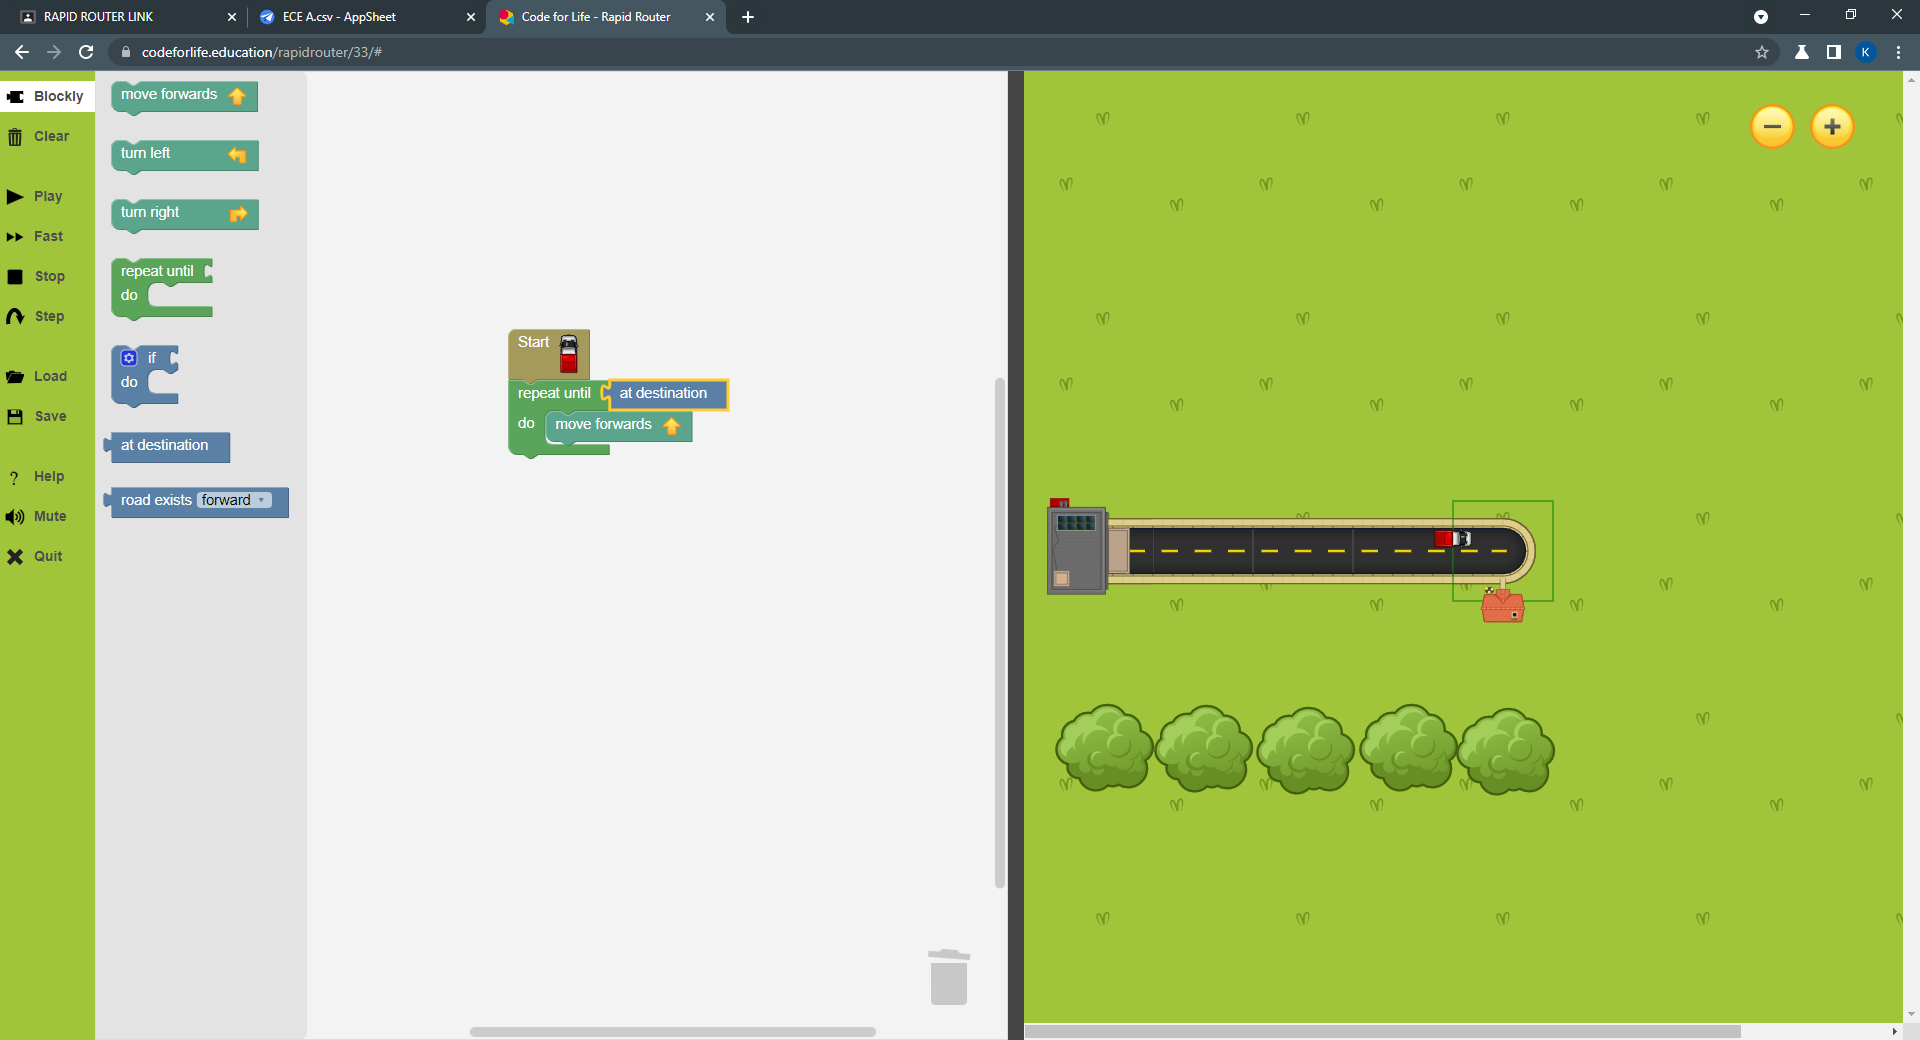 RAPID ROUTER LINK
ECE A.csv - AppSheet
Code for Life - Rapid Router
codeforlife.education/rapidrouter/33/#
K
Blockly
Clear
Play
Fast
Stop
Step
Load
Save
Help
Mute
Quit
move forwards
turn left
turn right
repeat until
do
if
do
at destination
road exists forward
Start
repeat until at destination
do move forwards